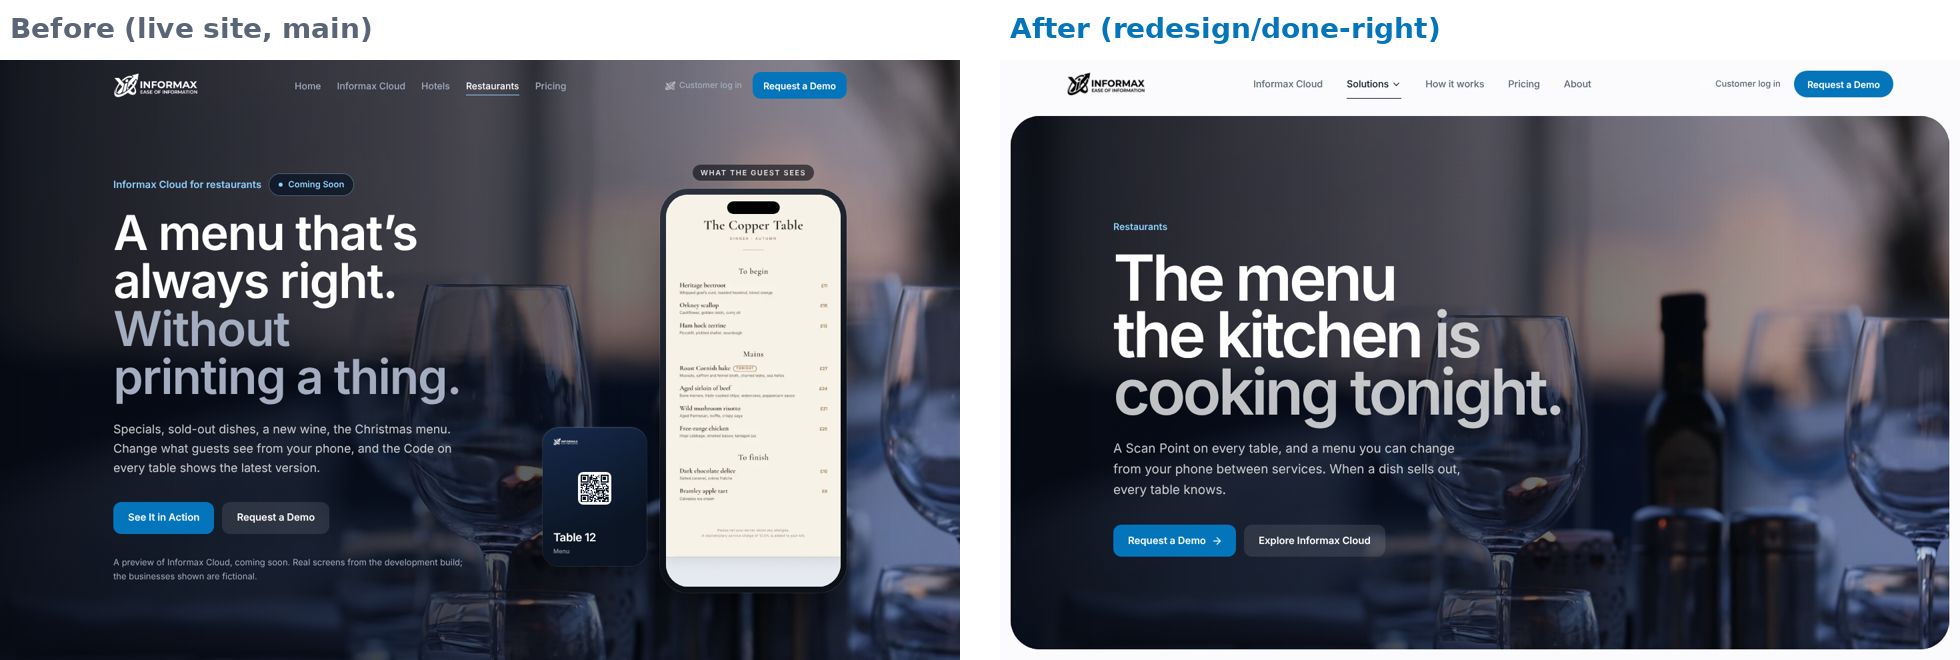 Before (live site, main)
INFORMAX
EASE OF INFORMATION
Home
Informax Cloud
Hotels
Restaurants
Pricing
Customer log in
Request a Demo
Informax Cloud for restaurants
Coming Soon
A menu that’s
always right.
Without
printing a thing.
Specials, sold-out dishes, a new wine, the Christmas menu.
Change what guests see from your phone, and the Code on
every table shows the latest version.
See It in Action
Request a Demo
A preview of Informax Cloud, coming soon. Real screens from the development build;
the businesses shown are fictional.
INFORMAX
Table 12
Menu
WHAT THE GUEST SEES
The Copper Table
DINNER · AUTUMN
To begin
Heritage beetroot
Orkney scallop
Ham hock terrine
Mains
Roast Cornish hake TONIGHT
Aged sirloin of beef
Wild mushroom risotto
Free-range chicken
To finish
Dark chocolate délice
Bramley apple tart
After (redesign/done-right)
INFORMAX
EASE OF INFORMATION
Informax Cloud
Solutions
How it works
Pricing
About
Customer log in
Request a Demo
Restaurants
The menu
the kitchen is
cooking tonight.
A Scan Point on every table, and a menu you can change
from your phone between services. When a dish sells out,
every table knows.
Request a Demo →
Explore Informax Cloud